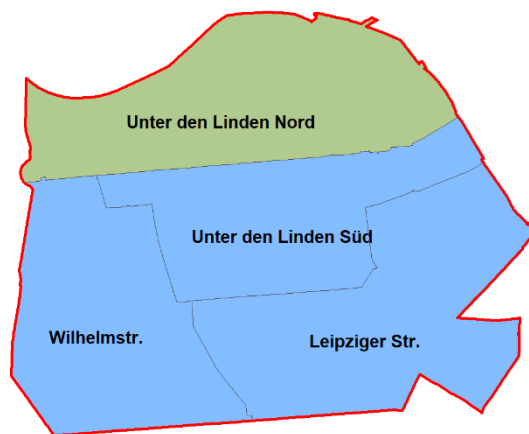 Unter den Linden Nord
Unter den Linden Süd
Wilhelmstr.
Leipziger Str.